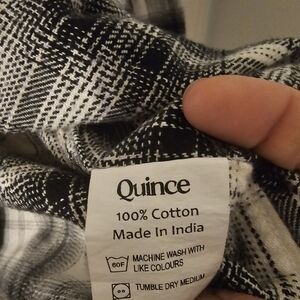 Quince
100% Cotton
Made In India
60F
MACHINE WASH WITH
LIKE COLOURS
TUMBLE DRY MEDIUM